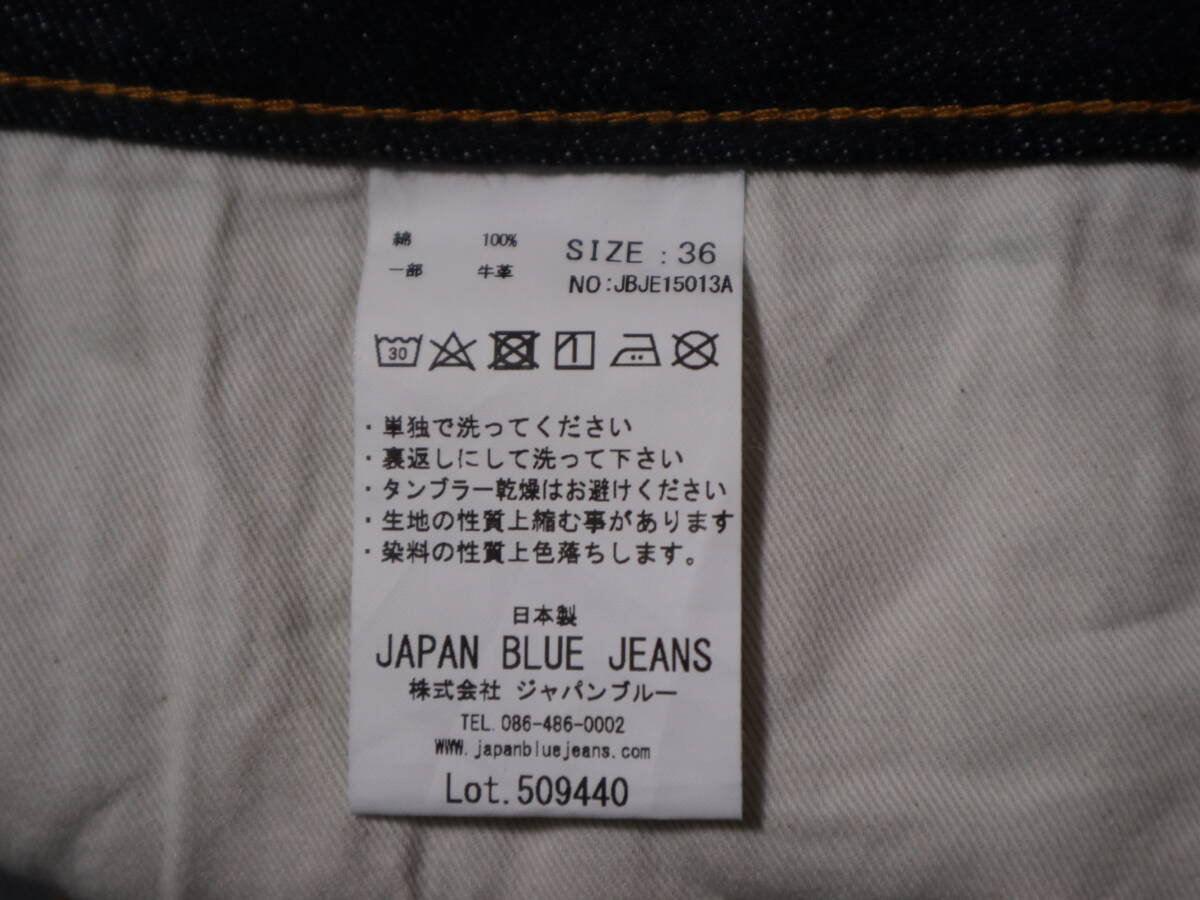 綿 100%
一部 牛革
SIZE : 36
NO:JBJE15013A
30
・単独で洗ってください
・裏返しにして洗って下さい
・タンブラー乾燥はお避けください
・生地の性質上縮む事があります
・染料の性質上色落ちします。
日本製
JAPAN BLUE JEANS
株式会社 ジャパンブルー
TEL. 086-486-0002
WWW.japanbluejeans.com
Lot.509440